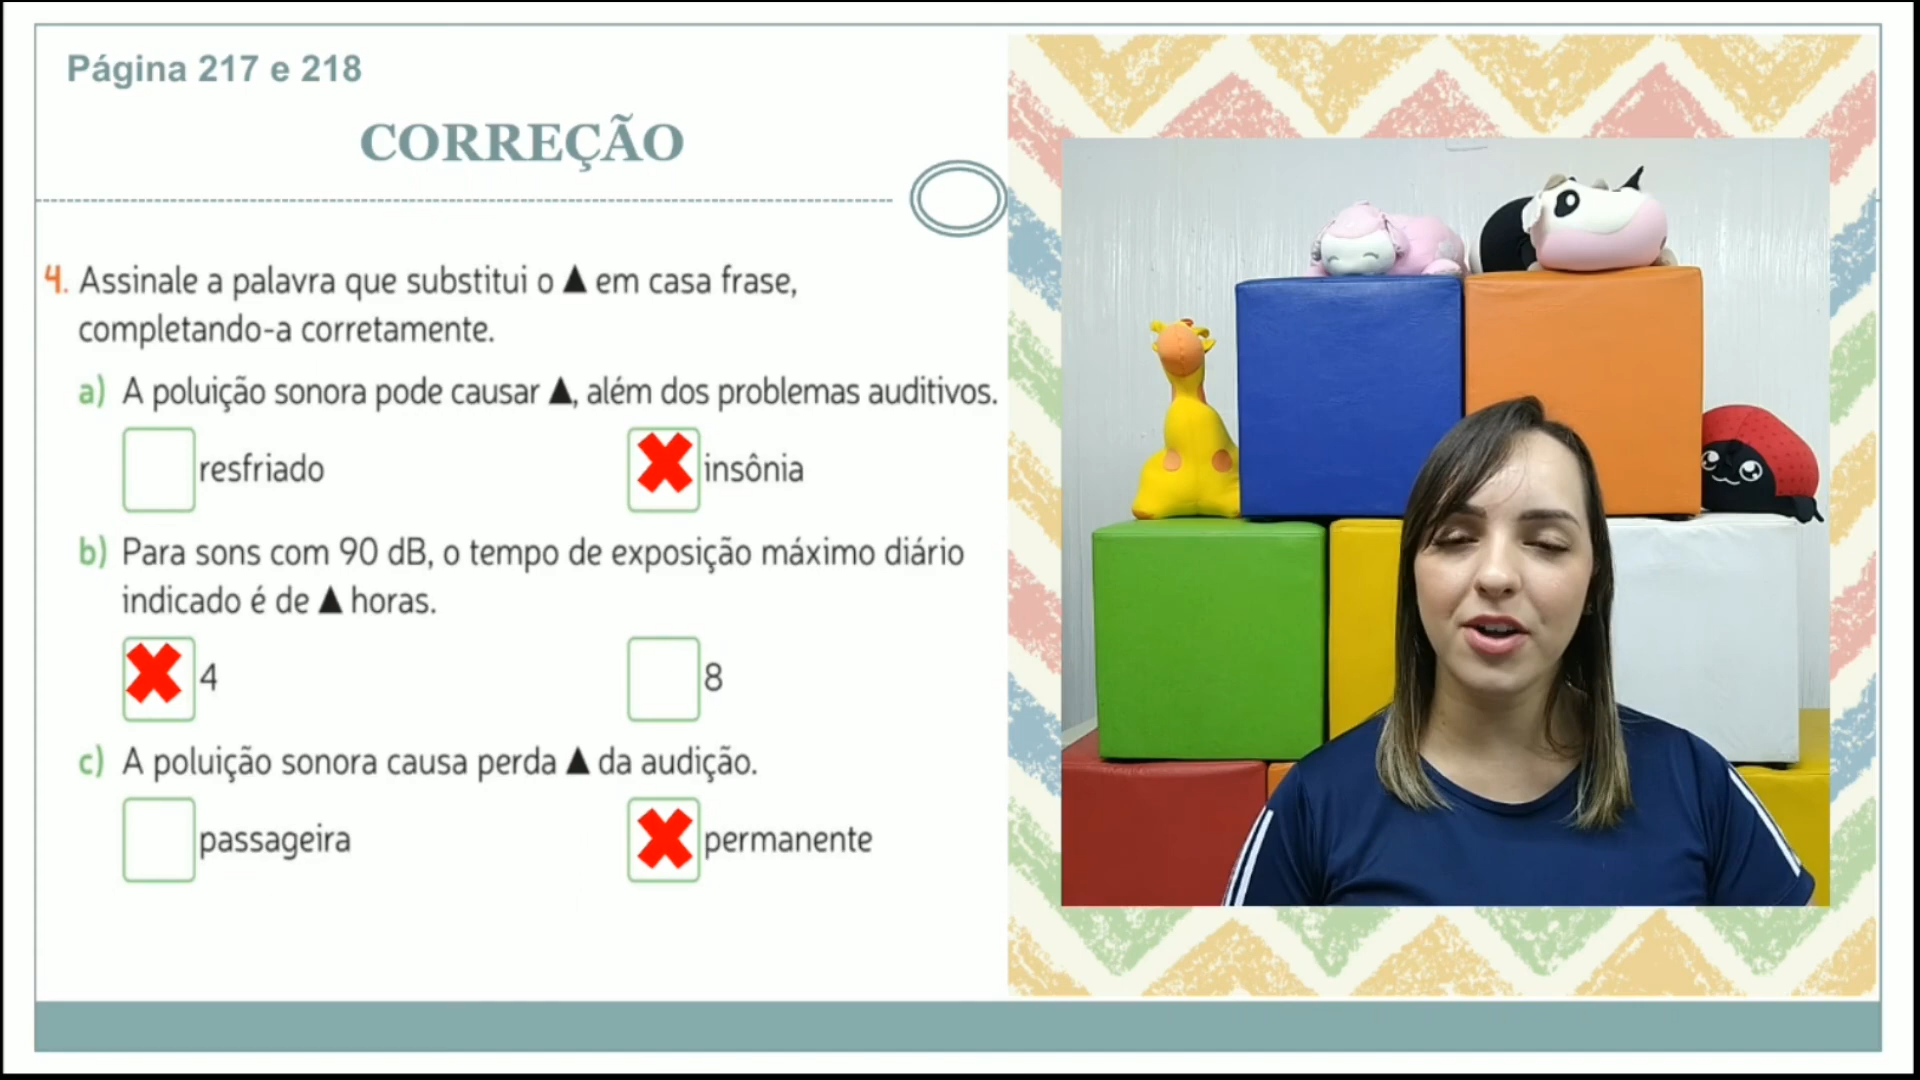 Página 217 e 218
CORREÇÃO
4. Assinale a palavra que substitui o ▲ em casa frase,
completando-a corretamente.
a) A poluição sonora pode causar ▲, além dos problemas auditivos.
resfriado
insônia
b) Para sons com 90 dB, o tempo de exposição máximo diário
indicado é de ▲ horas.
4
8
c) A poluição sonora causa perda ▲ da audição.
passageira
permanente